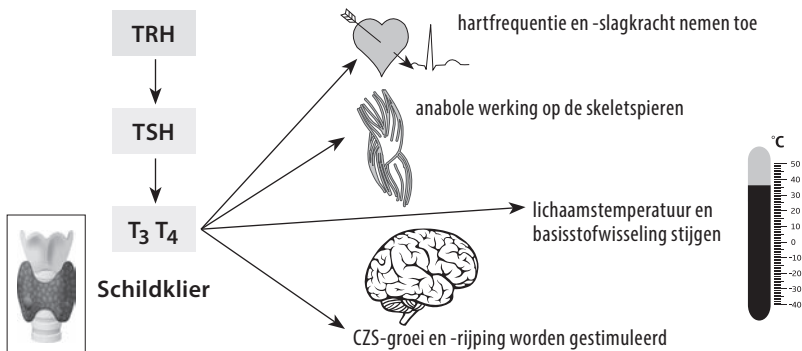 TRH
TSH
T₃ T₄
Schildklier
hartfrequentie en -slagkracht nemen toe
anabole werking op de skeletspieren
lichaamstemperatuur en
basisstofwisseling stijgen
CZS-groei en -rijping worden gestimuleerd
°C
50
40
30
20
10
0
-10
-20
-30
-40